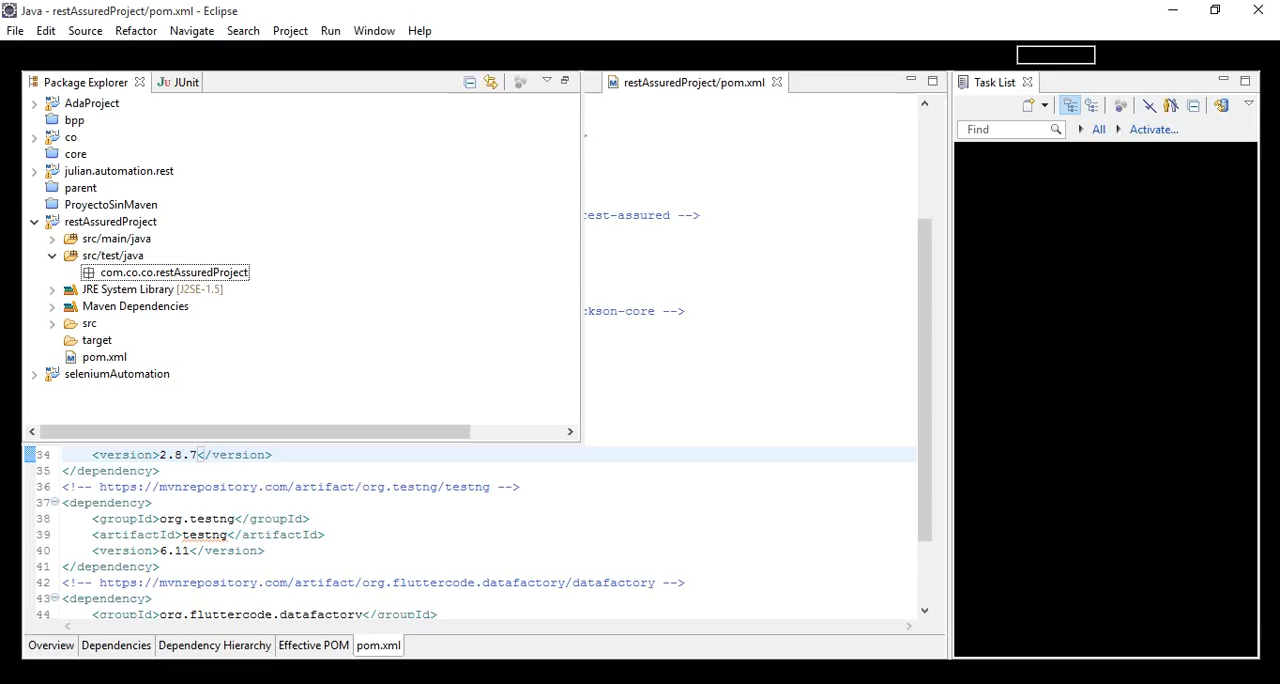 Java - restAssuredProject/pom.xml - Eclipse
File Edit Source Refactor Navigate Search Project Run Window Help
Package Explorer JUnit
restAssuredProject/pom.xml
Task List
Find All Activate...
AdaProject
bpp
co
core
julian.automation.rest
parent
ProyectoSinMaven
restAssuredProject
src/main/java
src/test/java
com.co.co.restAssuredProject
JRE System Library [J2SE-1.5]
Maven Dependencies
src
target
pom.xml
seleniumAutomation
>
rest-assured -->
kson-core -->
34 <version>2.8.7</version>
35 </dependency>
36 <!-- https://mvnrepository.com/artifact/org.testng/testng -->
37 <dependency>
38 <groupId>org.testng</groupId>
39 <artifactId>testng</artifactId>
40 <version>6.11</version>
41 </dependency>
42 <!-- https://mvnrepository.com/artifact/org.fluttercode.datafactory/datafactory -->
43 <dependency>
44 <groupId>org.fluttercode.datafactory</groupId>
Overview Dependencies Dependency Hierarchy Effective POM pom.xml